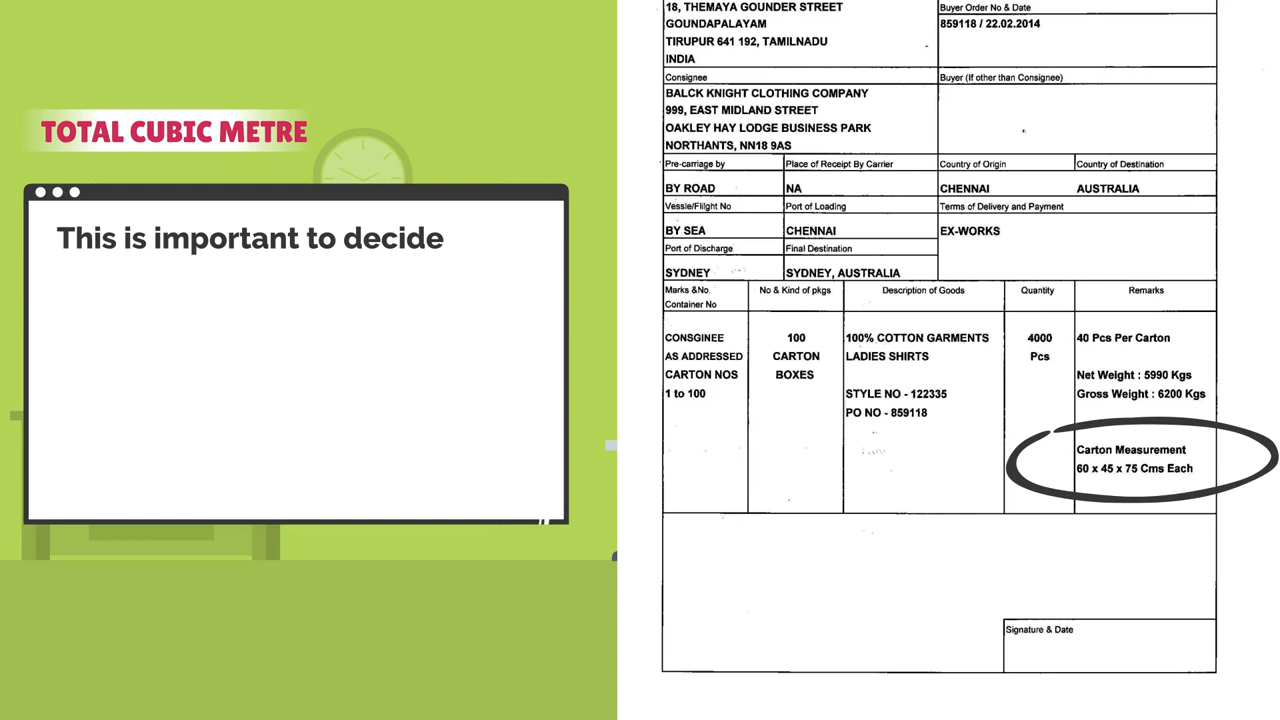 TOTAL CUBIC METRE
This is important to decide
18, THEMAYA GOUNDER STREET
GOUNDAPALAYAM
TIRUPUR 641 192, TAMILNADU
INDIA
Buyer Order No & Date
859118 / 22.02.2014
Consignee
Buyer (If other than Consignee)
BALCK KNIGHT CLOTHING COMPANY
999, EAST MIDLAND STREET
OAKLEY HAY LODGE BUSINESS PARK
NORTHANTS, NN18 9AS
Pre-carriage by
Place of Receipt By Carrier
Country of Origin
Country of Destination
BY ROAD
NA
CHENNAI
AUSTRALIA
Vessie/Fliight No
Port of Loading
Terms of Delivery and Payment
BY SEA
CHENNAI
EX-WORKS
Port of Discharge
Final Destination
SYDNEY
SYDNEY, AUSTRALIA
Marks &No.
Container No
No & Kind of pkgs
Description of Goods
Quantity
Remarks
CONSGINEE
AS ADDRESSED
CARTON NOS
1 to 100
100
CARTON
BOXES
100% COTTON GARMENTS
LADIES SHIRTS
STYLE NO - 122335
PO NO - 859118
4000
Pcs
40 Pcs Per Carton
Net Weight : 5990 Kgs
Gross Weight : 6200 Kgs
Carton Measurement
60 x 45 x 75 Cms Each
Signature & Date